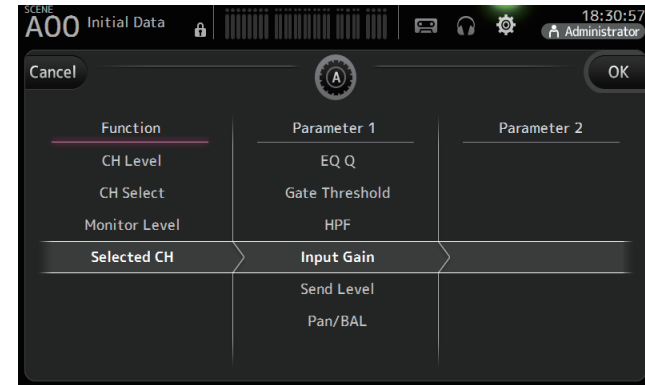 SCENE
A00 Initial Data
18:30:57
Administrator
Cancel
A
OK
Function Parameter 1 Parameter 2
CH Level EQ Q
CH Select Gate Threshold
Monitor Level HPF
Selected CH Input Gain
Send Level
Pan/BAL